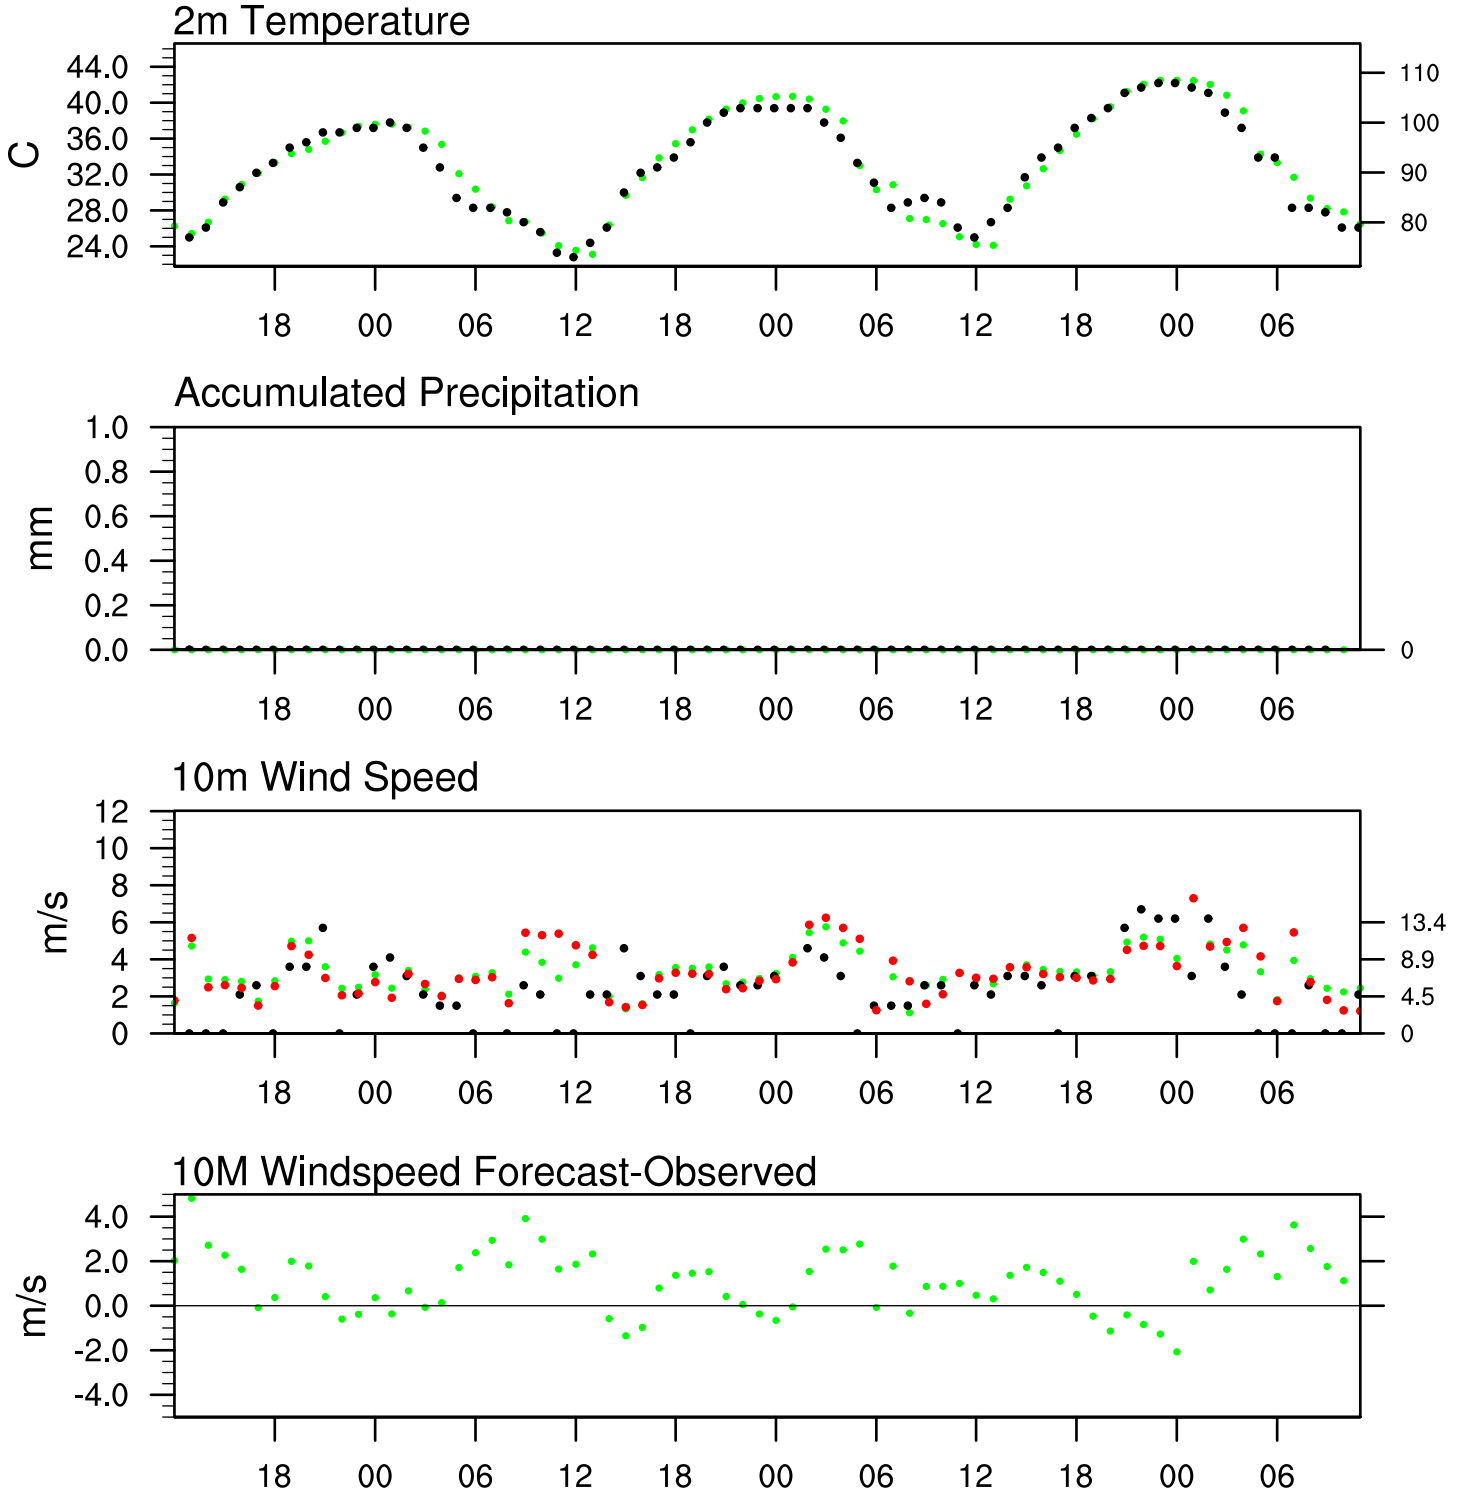 2m Temperature
44.0
40.0
36.0
32.0
28.0
24.0
C
110
100
90
80
18 00 06 12 18 00 06 12 18 00 06
Accumulated Precipitation
1.0
0.8
0.6
0.4
0.2
0.0
mm
0
18 00 06 12 18 00 06 12 18 00 06
10m Wind Speed
12
10
8
6
4
2
0
m/s
13.4
8.9
4.5
0
18 00 06 12 18 00 06 12 18 00 06
10M Windspeed Forecast-Observed
4.0
2.0
0.0
-2.0
-4.0
m/s
18 00 06 12 18 00 06 12 18 00 06